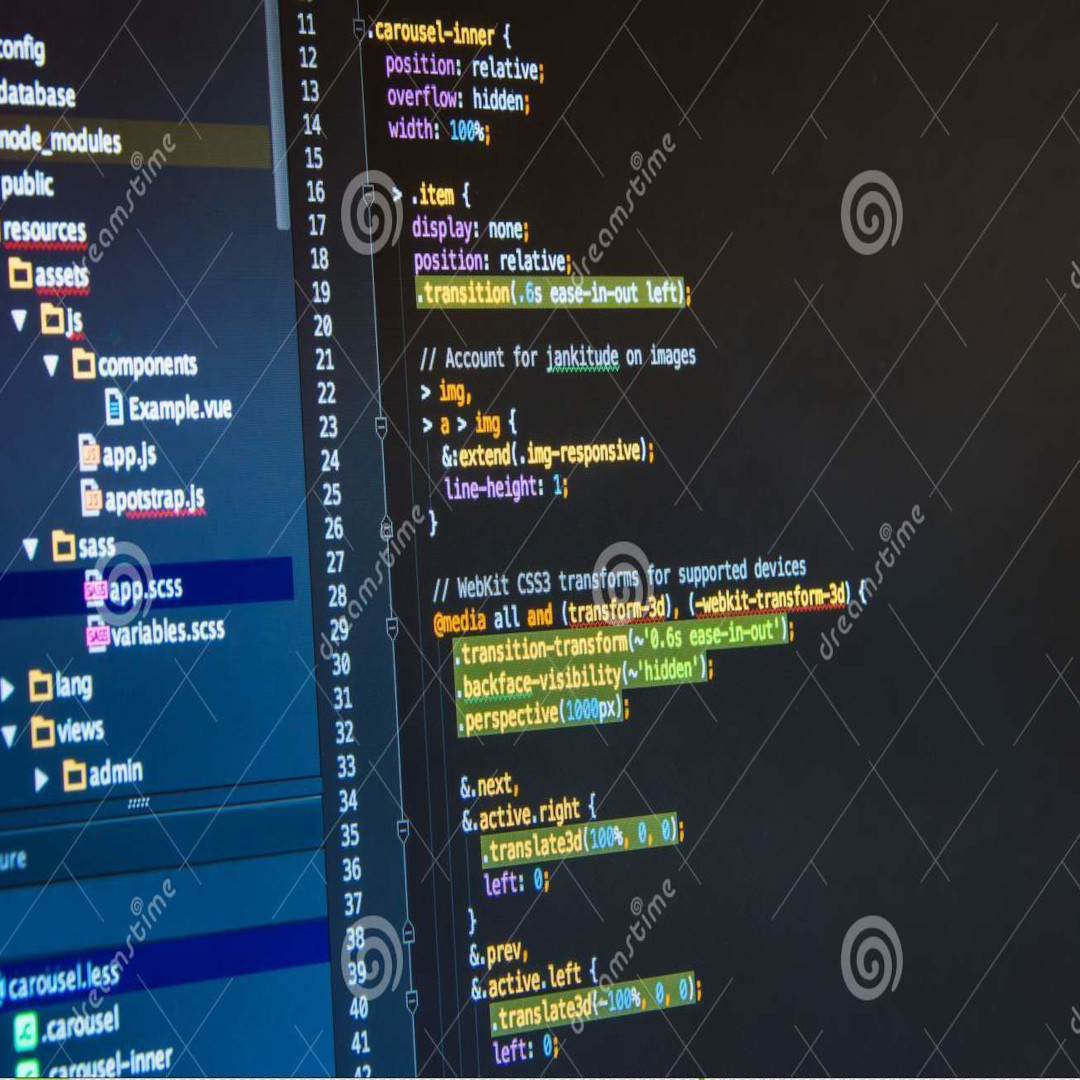 config
database
node_modules
public
resources
assets
js
components
Example.vue
app.js
apotstrap.js
sass
app.scss
variables.scss
lang
views
admin
ure
carousel.less
.carousel
carousel-inner
11 .carousel-inner {
12 position: relative;
13 overflow: hidden;
14 width: 100%;
15
16 > .item {
17 display: none;
18 position: relative;
19 .transition(.6s ease-in-out left);
20
21 // Account for jankitude on images
22 > img,
23 > a > img {
24 &:extend(.img-responsive);
25 line-height: 1;
26 }
27
28 // WebKit CSS3 transforms for supported devices
29 @media all and (transform-3d), (-webkit-transform-3d) {
30 .transition-transform(~'0.6s ease-in-out');
31 .backface-visibility(~'hidden');
32 .perspective(1000px);
33
34 &.next,
35 &.active.right {
36 .translate3d(100%, 0, 0);
37 left: 0;
38 }
39 &.prev,
40 &.active.left {
41 .translate3d(-100%, 0, 0);
42 left: 0;
dreamstime
dreamstime
dreamstime
dreamstime
dreamstime
dreamstime